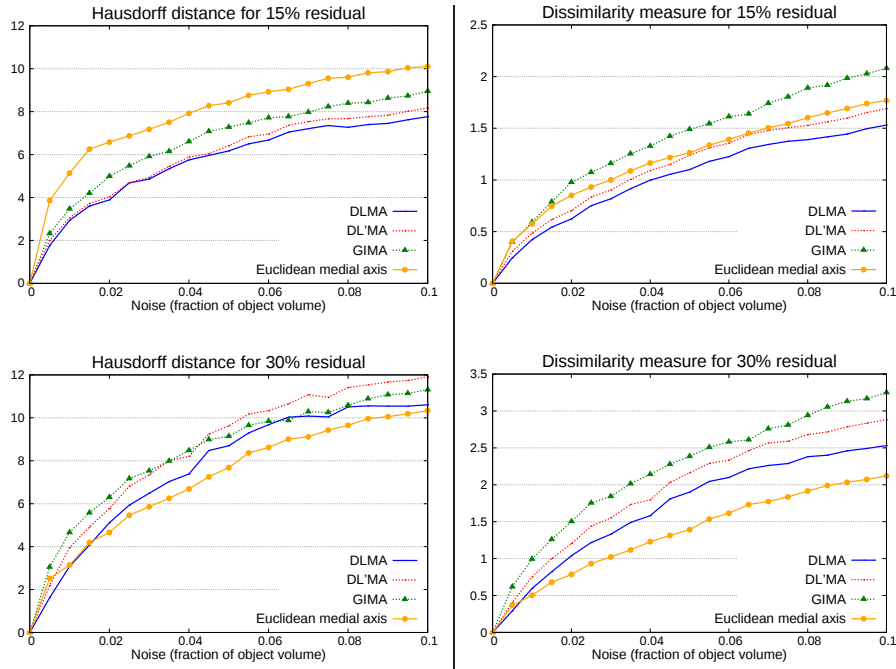 Hausdorff distance for 15% residual
12
10
8
6
4
2
0
DLMA
DL'MA
GIMA
Euclidean medial axis
0
0.02
0.04
0.06
0.08
0.1
Noise (fraction of object volume)
Dissimilarity measure for 15% residual
2.5
2
1.5
1
0.5
0
DLMA
DL'MA
GIMA
Euclidean medial axis
0
0.02
0.04
0.06
0.08
0.1
Noise (fraction of object volume)
Hausdorff distance for 30% residual
12
10
8
6
4
2
0
DLMA
DL'MA
GIMA
Euclidean medial axis
0
0.02
0.04
0.06
0.08
0.1
Noise (fraction of object volume)
Dissimilarity measure for 30% residual
3.5
3
2.5
2
1.5
1
0.5
0
DLMA
DL'MA
GIMA
Euclidean medial axis
0
0.02
0.04
0.06
0.08
0.1
Noise (fraction of object volume)